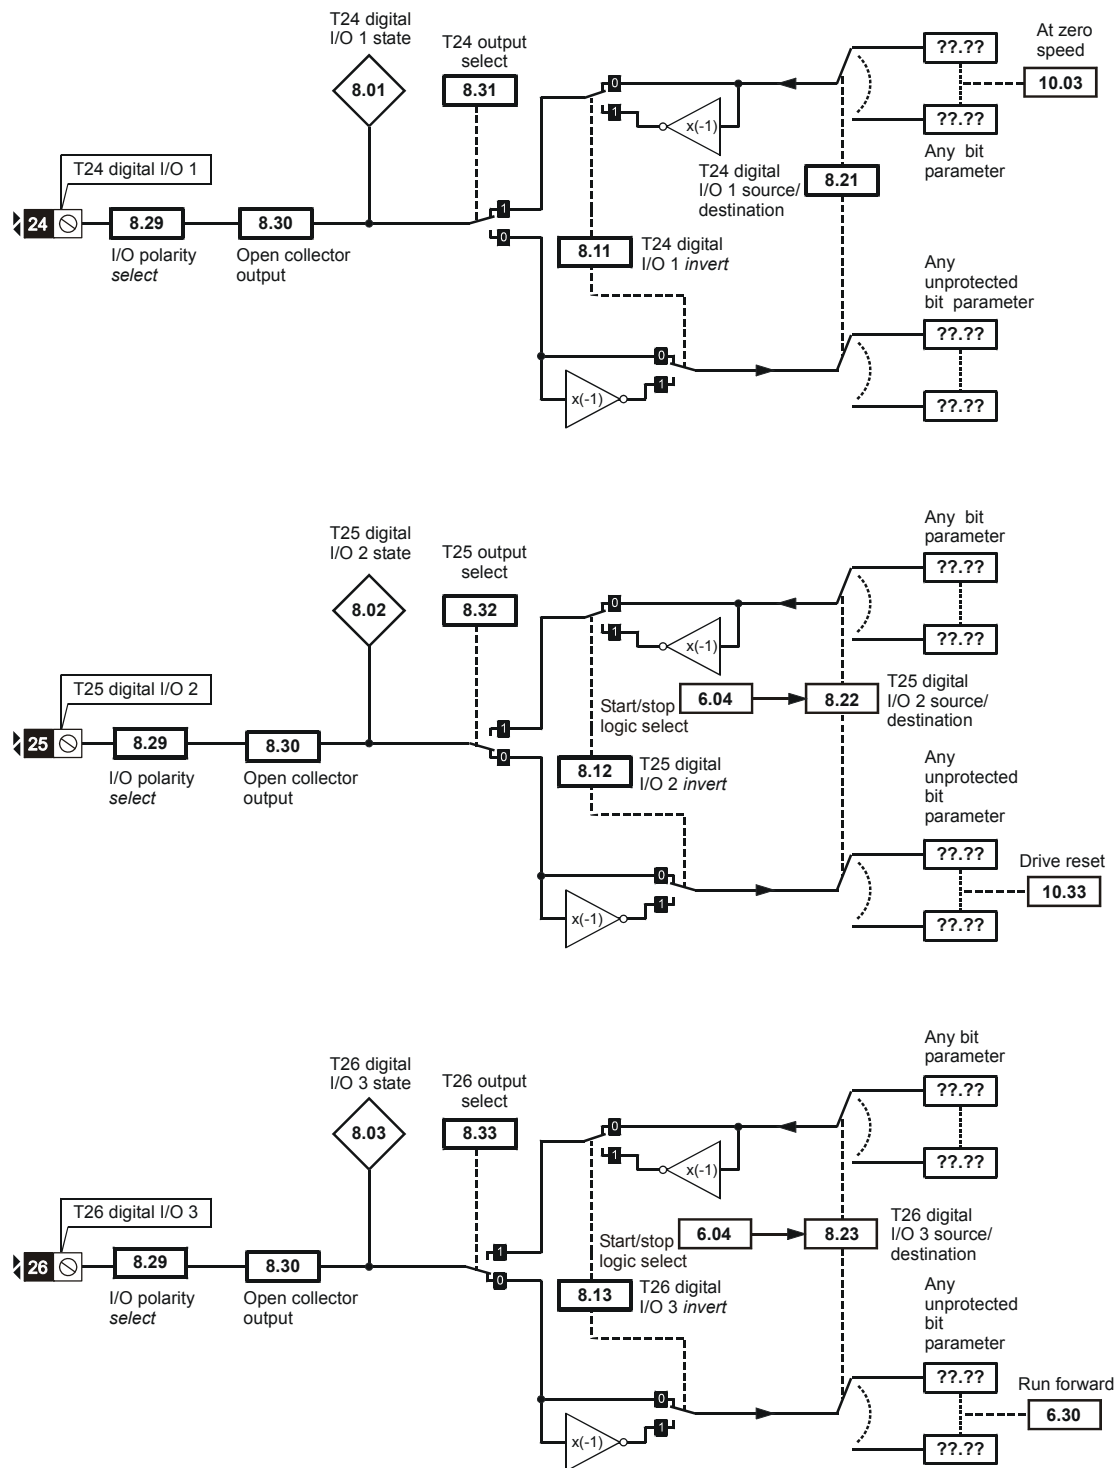 T24 digital
I/O 1 state
T24 output
select
At zero
speed
8.01
8.31
0
1
x(-1)
??.??
10.03
??.??
Any bit
parameter
T24 digital I/O 1
T24 digital
I/O 1 source/
destination
8.21
24
8.29
8.30
1
0
I/O polarity
select
Open collector
output
8.11
T24 digital
I/O 1 invert
Any
unprotected
bit parameter
??.??
0
1
x(-1)
??.??
T25 digital
I/O 2 state
T25 output
select
Any bit
parameter
8.02
8.32
0
1
x(-1)
??.??
??.??
T25 digital I/O 2
Start/stop
logic select
6.04
8.22
T25 digital
I/O 2 source/
destination
25
8.29
8.30
1
0
I/O polarity
select
Open collector
output
8.12
T25 digital
I/O 2 invert
Any
unprotected
bit
parameter
??.??
Drive reset
10.33
0
1
x(-1)
??.??
T26 digital
I/O 3 state
T26 output
select
Any bit
parameter
8.03
8.33
0
1
x(-1)
??.??
??.??
T26 digital I/O 3
Start/stop
logic select
6.04
8.23
T26 digital
I/O 3 source/
destination
26
8.29
8.30
1
0
I/O polarity
select
Open collector
output
8.13
T26 digital
I/O 3 invert
Any
unprotected
bit
parameter
??.??
Run forward
6.30
0
1
x(-1)
??.??